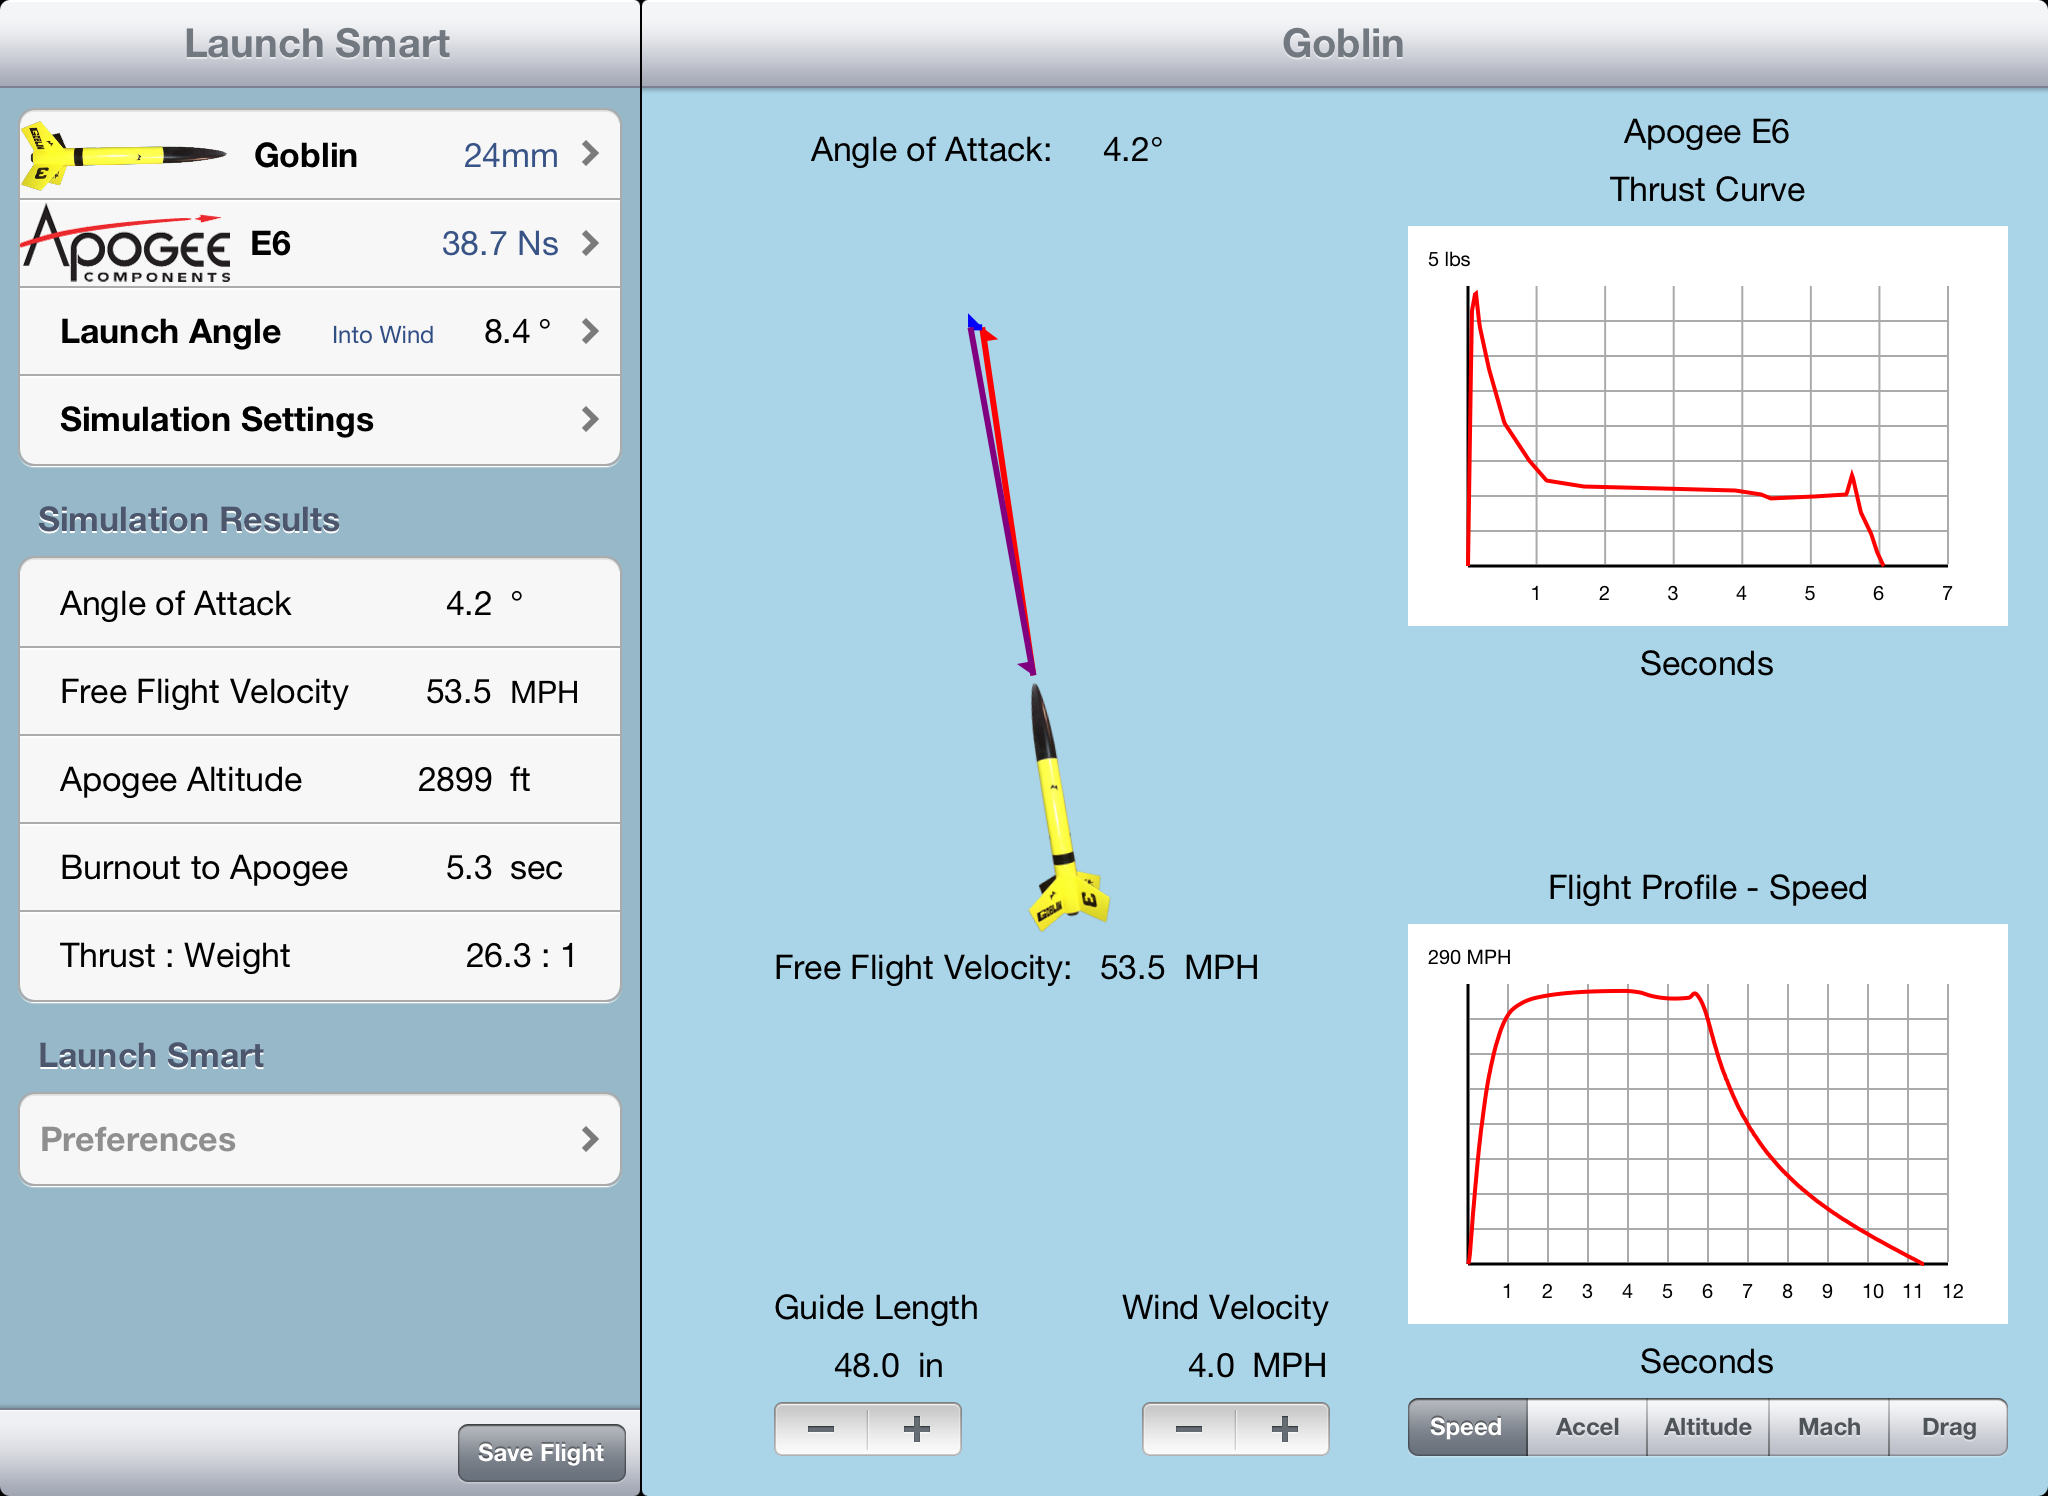 Launch Smart
Goblin 24mm
APOGEE
COMPONENTS
E6 38.7 Ns
Launch Angle Into Wind 8.4 °
Simulation Settings
Simulation Results
Angle of Attack 4.2 °
Free Flight Velocity 53.5 MPH
Apogee Altitude 2899 ft
Burnout to Apogee 5.3 sec
Thrust : Weight 26.3 : 1
Launch Smart
Preferences
Save Flight
Goblin
Angle of Attack: 4.2°
GOBLIN
E
Free Flight Velocity: 53.5 MPH
Guide Length
48.0 in
Wind Velocity
4.0 MPH
Apogee E6
Thrust Curve
5 lbs
1 2 3 4 5 6 7
Seconds
Flight Profile - Speed
290 MPH
1 2 3 4 5 6 7 8 9 10 11 12
Seconds
Speed Accel Altitude Mach Drag